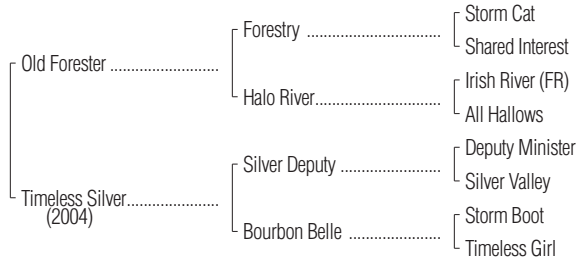 Storm Cat
Forestry ....................
Shared Interest
Old Forester ....................
Irish River (FR)
Halo River....................
All Hallows
Deputy Minister
Silver Deputy ....................
Silver Valley
Timeless Silver....................
(2004)
Storm Boot
Bourbon Belle ....................
Timeless Girl